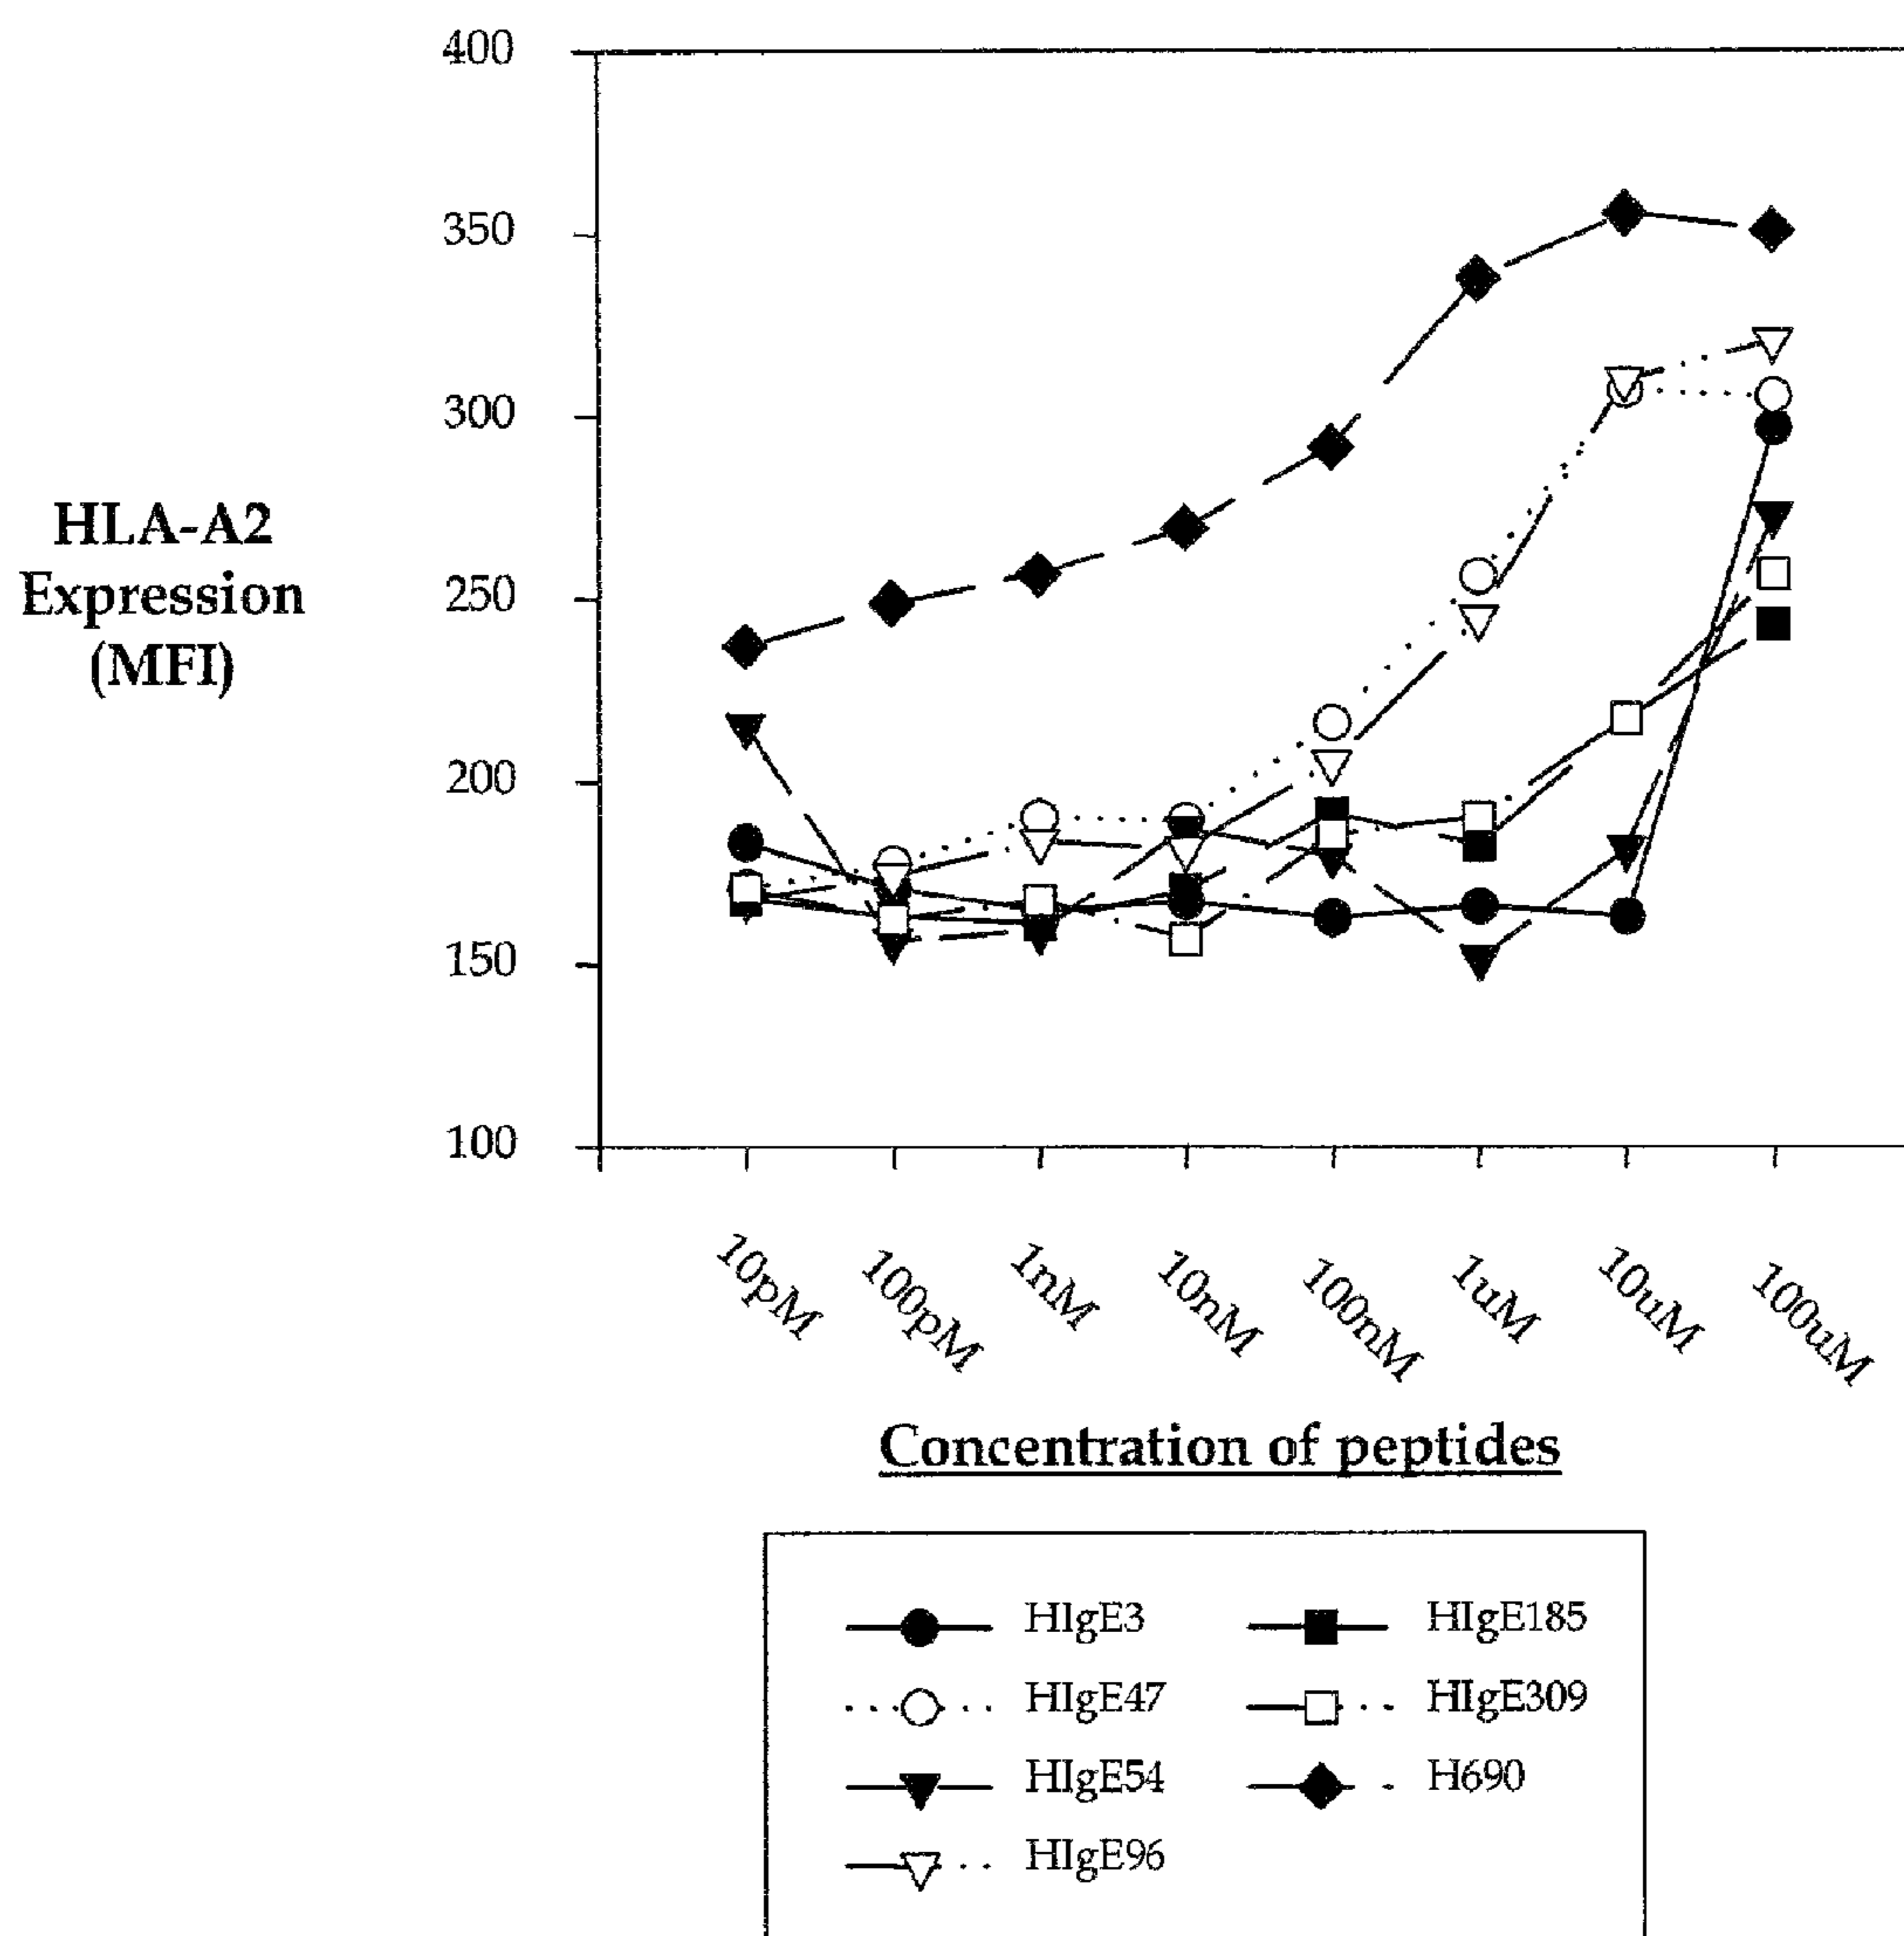 400
350
300
250
200
150
100
HLA-A2
Expression
(MFI)
10pM
100pM
1nM
10nM
100nM
1uM
10uM
100uM
Concentration of peptides
HIgE3
HIgE185
HIgE47
HIgE309
HIgE54
H690
HIgE96